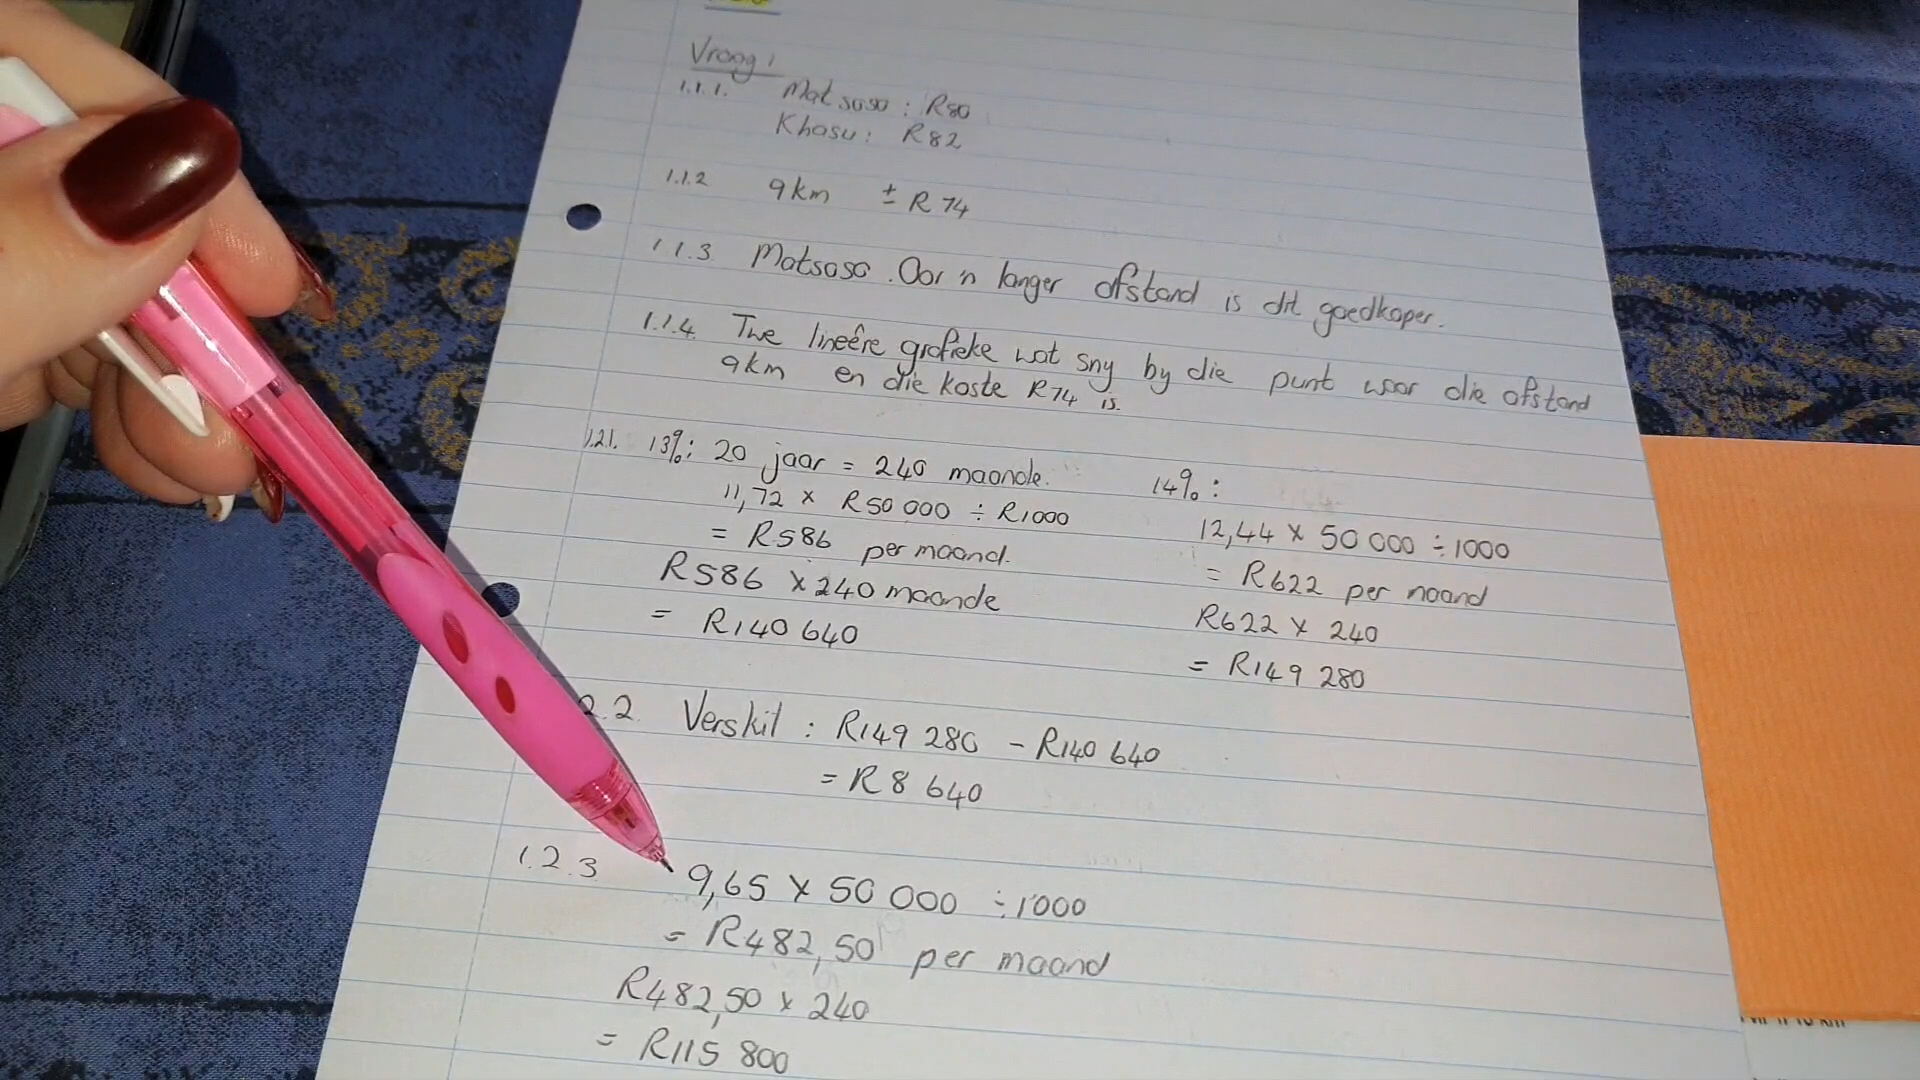 Vraag 1
1.1.1. Matsoso : R80
Khosu : R82
1.1.2 9km ± R74
1.1.3 Matsoso. Oor 'n langer afstand is dit goedkoper.
1.1.4. Twe lineêre grafieke wat sny by die punt waar die afstand
9km en die koste R74 is.
1.2.1. 13%: 20 jaar = 240 maande.
11,72 × R50 000 ÷ R1000
= R586 per maand.
R586 × 240 maande
= R140 640
14% :
12,44 × 50 000 ÷ 1000
= R622 per maand
R622 × 240
= R149 280
2.2. Verskil : R149 280 - R140 640
= R8 640
1.2.3 9,65 × 50 000 ÷ 1000
= R482,50 per maand
R482,50 × 240
= R115 800